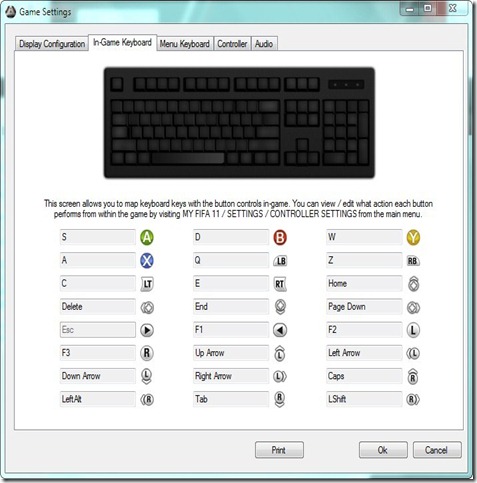 Game Settings
Display Configuration In-Game Keyboard Menu Keyboard Controller Audio
This screen allows you to map keyboard keys with the button controls in-game. You can view / edit what action each button
perfoms from within the game by visiting MY FIFA 11 / SETTINGS / CONTROLLER SETTINGS from the main menu.
S A D B W Y
A X Q LB Z RB
C LT E RT Home
Delete End Page Down
Esc F1 F2 L
F3 R Up Arrow L Left Arrow L
Down Arrow L Right Arrow L Caps R
LeftAlt R Tab R LShift R
Print Ok Cancel